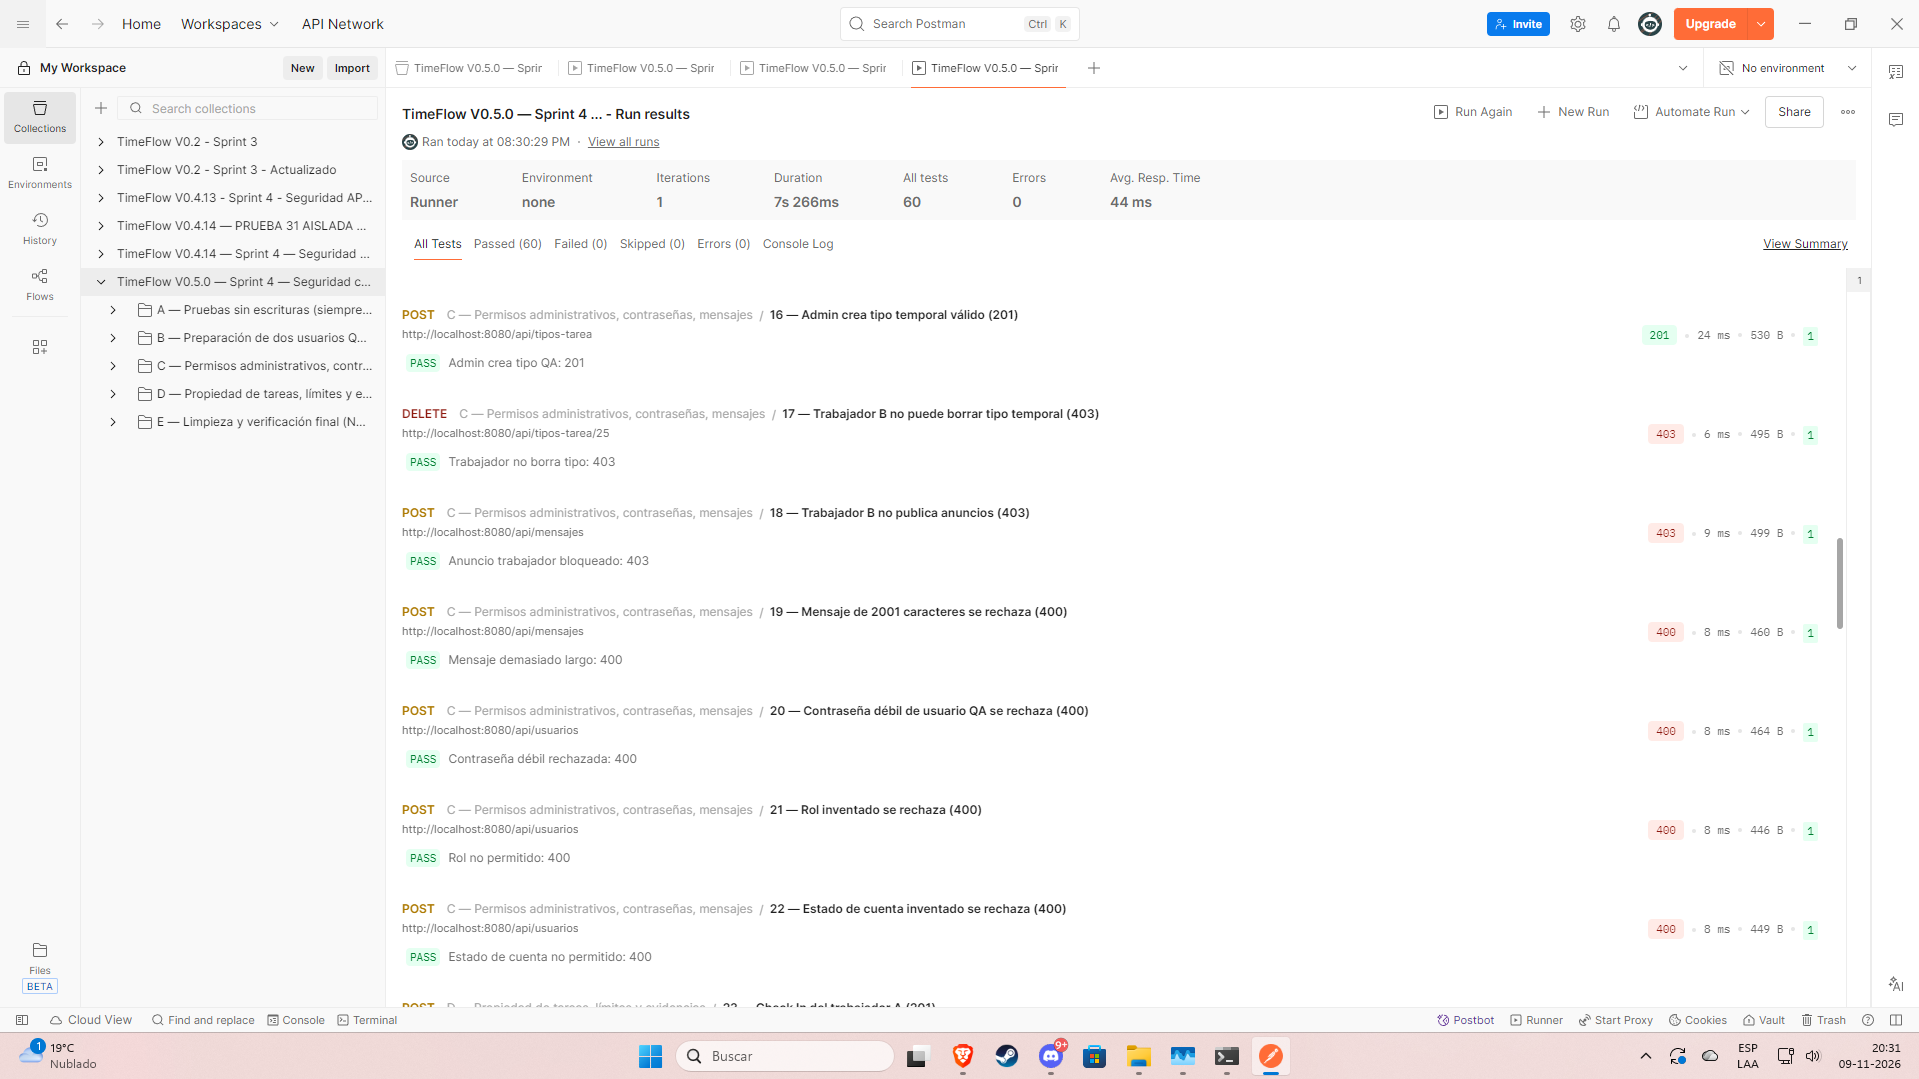 Home
Workspaces
API Network
Search Postman
Ctrl K
Invite
Upgrade
My Workspace
New
Import
TimeFlow V0.5.0 — Sprir
TimeFlow V0.5.0 — Sprir
TimeFlow V0.5.0 — Sprir
TimeFlow V0.5.0 — Sprir
No environment
Collections
Environments
History
Flows
Files
BETA
Search collections
TimeFlow V0.2 - Sprint 3
TimeFlow V0.2 - Sprint 3 - Actualizado
TimeFlow V0.4.13 - Sprint 4 - Seguridad AP...
TimeFlow V0.4.14 — PRUEBA 31 AISLADA ...
TimeFlow V0.4.14 — Sprint 4 — Seguridad ...
TimeFlow V0.5.0 — Sprint 4 — Seguridad c...
A — Pruebas sin escrituras (siempre...
B — Preparación de dos usuarios Q...
C — Permisos administrativos, contr...
D — Propiedad de tareas, límites y e...
E — Limpieza y verificación final (N...
TimeFlow V0.5.0 — Sprint 4 ... - Run results
Run Again
New Run
Automate Run
Share
Ran today at 08:30:29 PM · View all runs
Source Environment Iterations Duration All tests Errors Avg. Resp. Time
Runner none 1 7s 266ms 60 0 44 ms
All Tests Passed (60) Failed (0) Skipped (0) Errors (0) Console Log
View Summary
1
POST C — Permisos administrativos, contraseñas, mensajes / 16 — Admin crea tipo temporal válido (201)
http://localhost:8080/api/tipos-tarea
201 • 24 ms • 530 B • 1
PASS Admin crea tipo QA: 201
DELETE C — Permisos administrativos, contraseñas, mensajes / 17 — Trabajador B no puede borrar tipo temporal (403)
http://localhost:8080/api/tipos-tarea/25
403 • 6 ms • 495 B • 1
PASS Trabajador no borra tipo: 403
POST C — Permisos administrativos, contraseñas, mensajes / 18 — Trabajador B no publica anuncios (403)
http://localhost:8080/api/mensajes
403 • 9 ms • 499 B • 1
PASS Anuncio trabajador bloqueado: 403
POST C — Permisos administrativos, contraseñas, mensajes / 19 — Mensaje de 2001 caracteres se rechaza (400)
http://localhost:8080/api/mensajes
400 • 8 ms • 460 B • 1
PASS Mensaje demasiado largo: 400
POST C — Permisos administrativos, contraseñas, mensajes / 20 — Contraseña débil de usuario QA se rechaza (400)
http://localhost:8080/api/usuarios
400 • 8 ms • 464 B • 1
PASS Contraseña débil rechazada: 400
POST C — Permisos administrativos, contraseñas, mensajes / 21 — Rol inventado se rechaza (400)
http://localhost:8080/api/usuarios
400 • 8 ms • 446 B • 1
PASS Rol no permitido: 400
POST C — Permisos administrativos, contraseñas, mensajes / 22 — Estado de cuenta inventado se rechaza (400)
http://localhost:8080/api/usuarios
400 • 8 ms • 449 B • 1
PASS Estado de cuenta no permitido: 400
POST D — Propiedad de tareas, límites y evidencias / 23 — Check In del trabajador A (201)
AI
Cloud View
Find and replace
Console
Terminal
Postbot
Runner
Start Proxy
Cookies
Vault
Trash
1
19°C
Nublado
Buscar
9+
ESP
LAA
20:31
09-11-2026